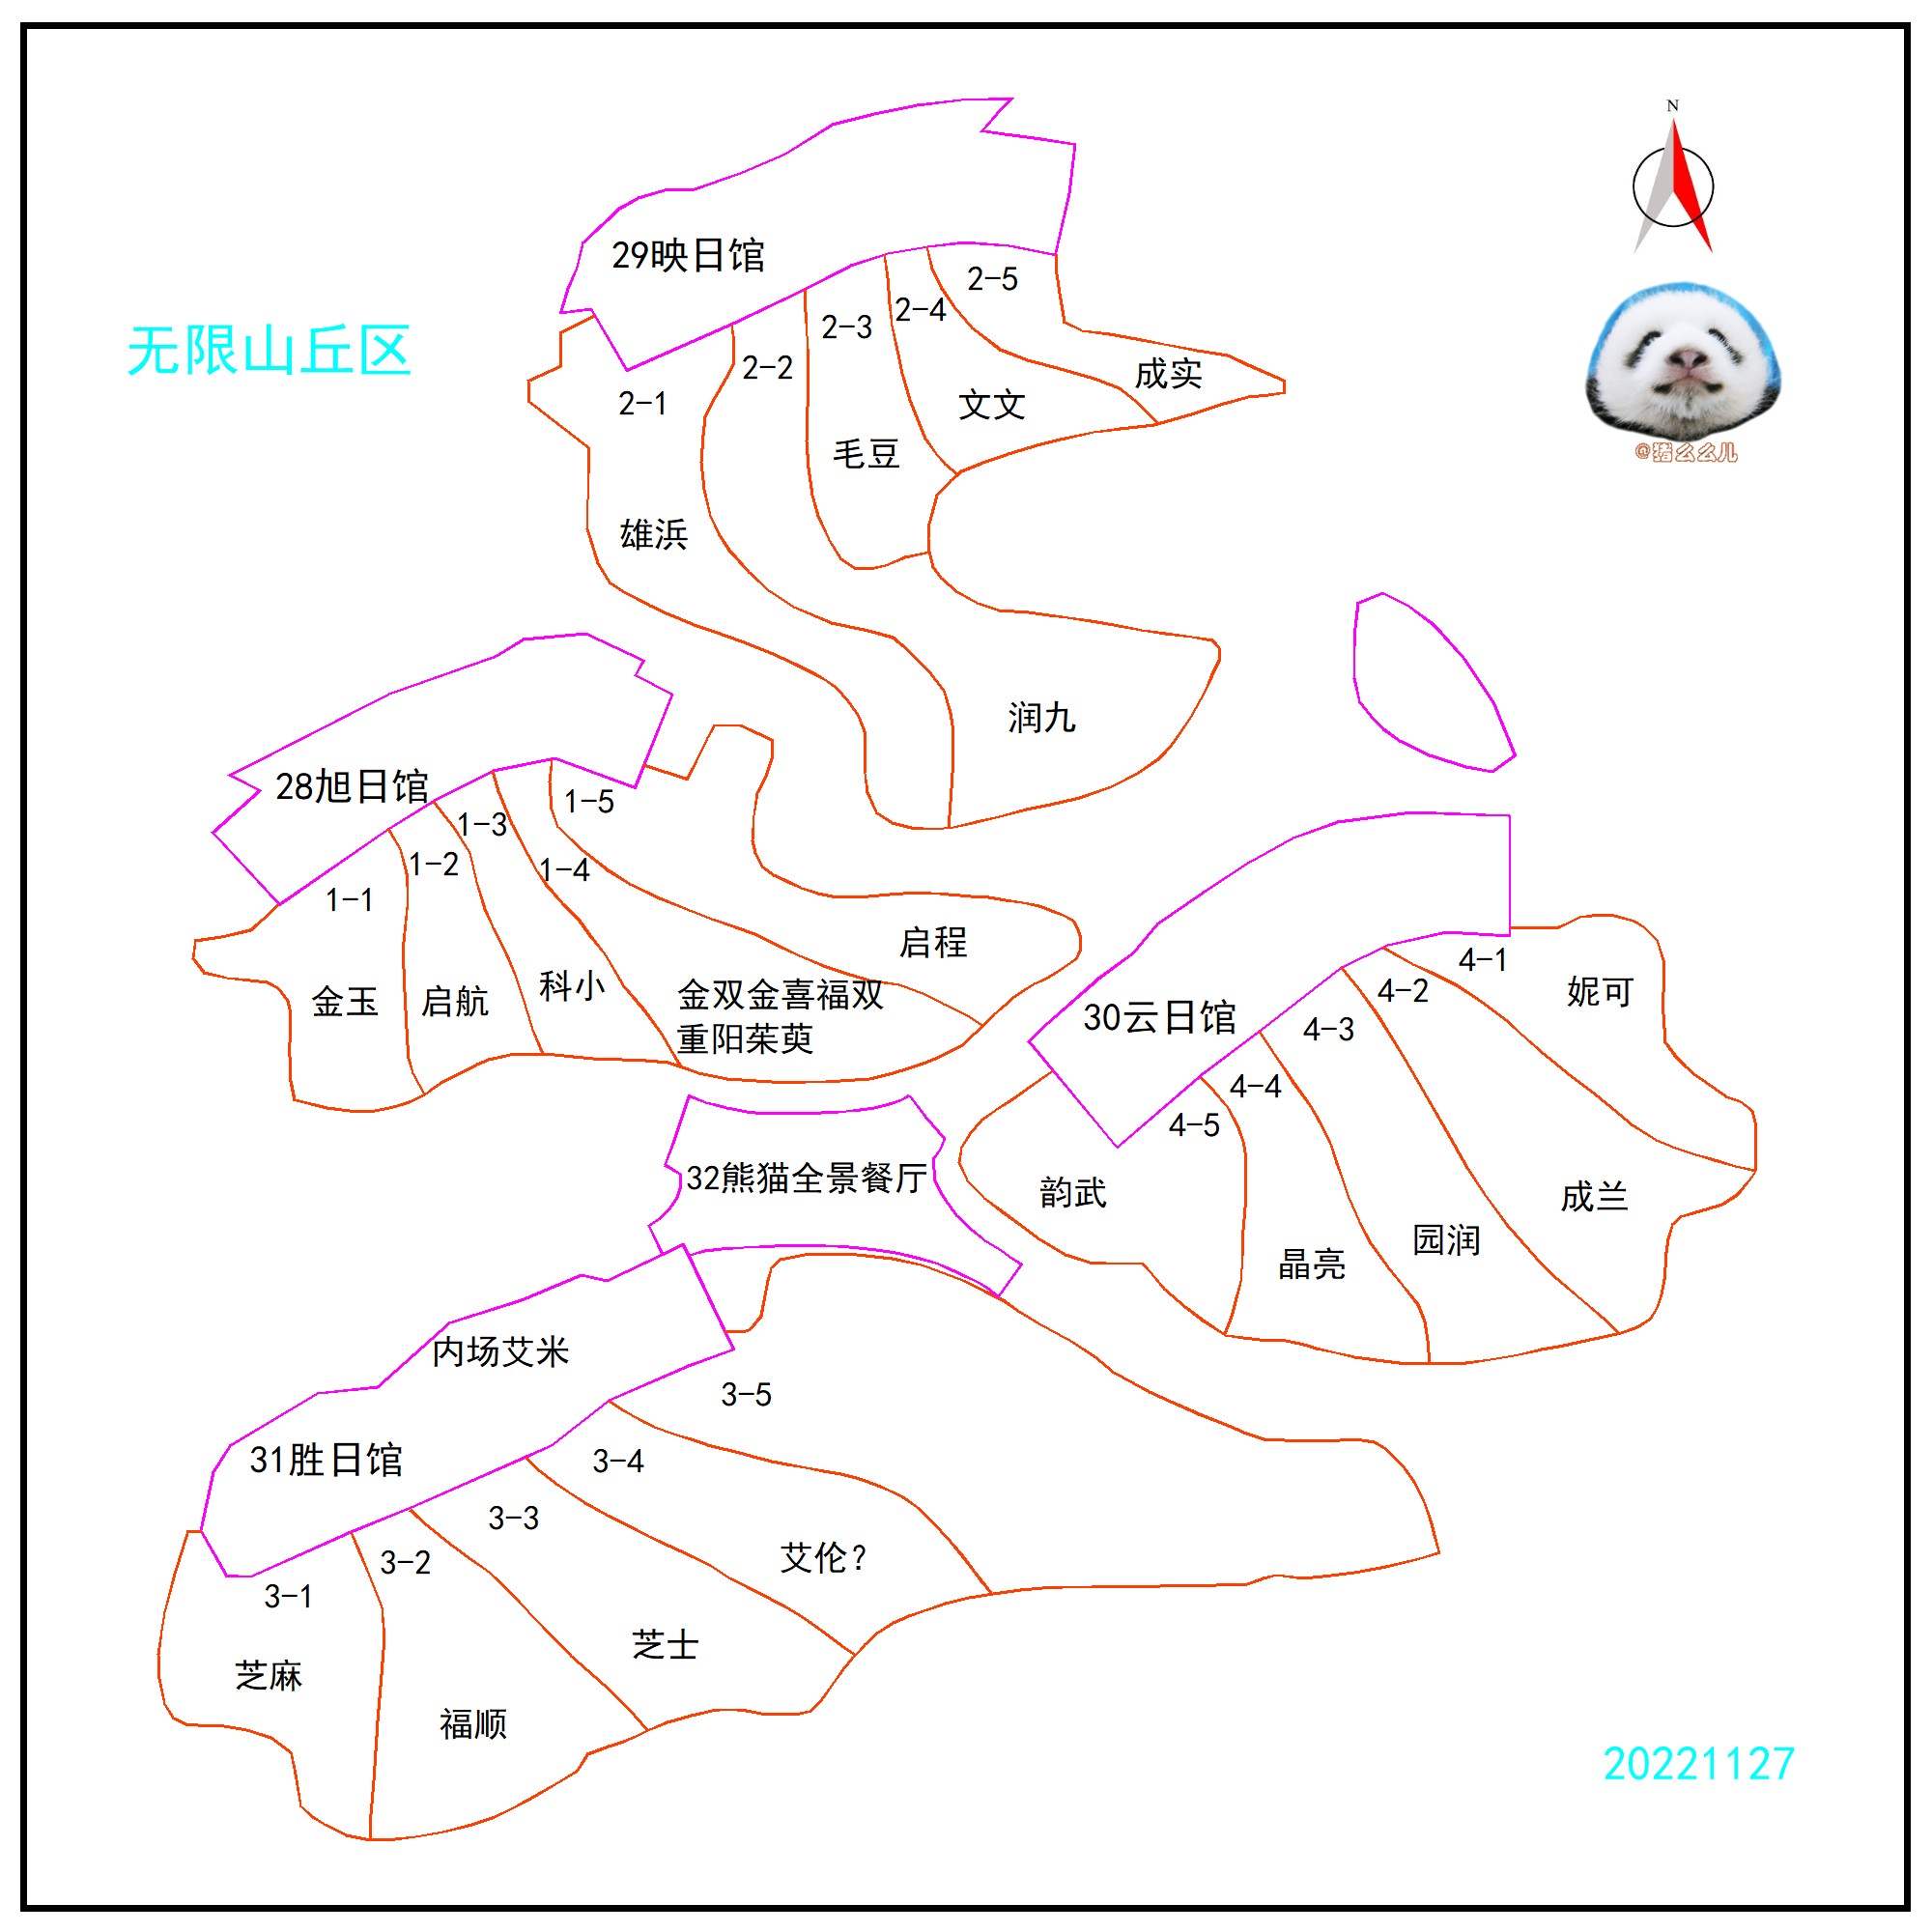 N
29映日馆
2-5
2-4
2-3
无限山丘区
2-2
成实
2-1
文文
毛豆
@猪么么儿
雄浜
润九
28旭日馆
1-5
1-3
1-4
1-2
1-1
启程
金玉
启航
科小
金双金喜福双
重阳茱萸
4-1
妮可
4-2
30云日馆
4-3
4-4
4-5
32熊猫全景餐厅
韵武
成兰
园润
晶亮
内场艾米
3-5
31胜日馆
3-4
3-3
3-2
艾伦?
3-1
芝士
芝麻
福顺
20221127